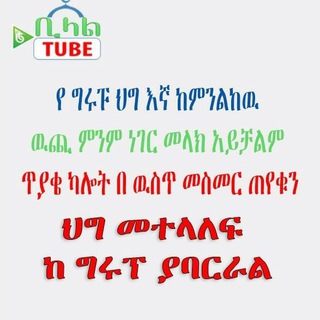 ቢላል
TUBE
የ ግሩፑ ህግ እኛ ከምንልከዉ
ዉጪ ምንም ነገር መላክ አይቻልም
ጥያቄ ካሎት በ ዉስጥ መስመር ጠየቁን
ህግ መተላለፍ
ከ ግሩፕ ያባርራል